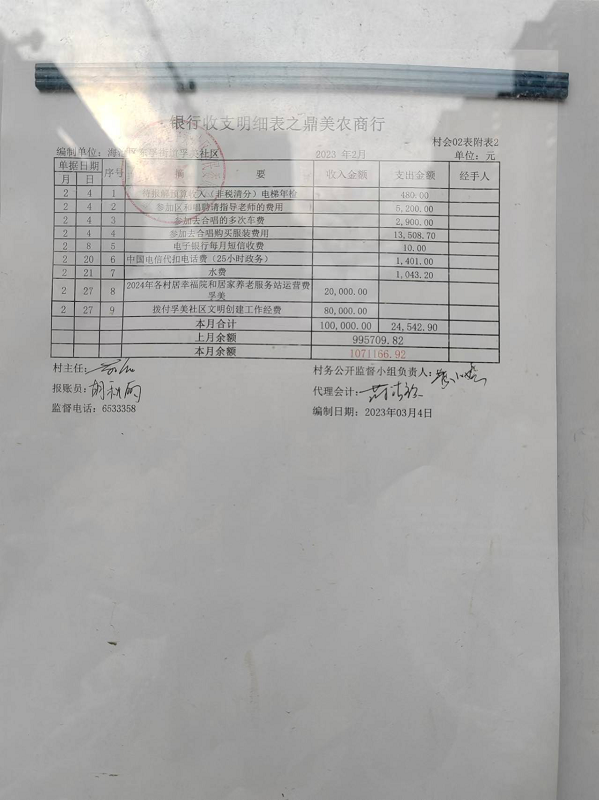 银行收支明细表之鼎美农商行
村会02表附表2
编制单位：海 孚美社区 2023 年2月 单位：元
单据日期 序号 摘 要 收入金额 支出金额 经手人
月 日
2 4 1 (非税清分）电梯年检 480.00
2 4 2 参加区和唱聘请指导老师的费用 5,200.00
2 4 3 参加去合唱的多次车费 2,900.00
2 4 4 参加去合唱购买服装费用 13,508.70
2 8 5 电子银行每月短信收费 10.00
2 20 6 中国电信代扣电话费（25小时政务） 1,401.00
2 21 7 水费 1,043.20
2 27 8 2024年各村居幸福院和居家养老服务站运营费孚美 20,000.00
2 27 9 拨付孚美社区文明创建工作经费 80,000.00
本月合计 100,000.00 24,542.90
上月余额 995709.82
本月余额 1071166.92
村主任： 村务公开监督小组负责人：
报账员： 代理会计：
监督电话：6533358 编制日期：2023年03月4日